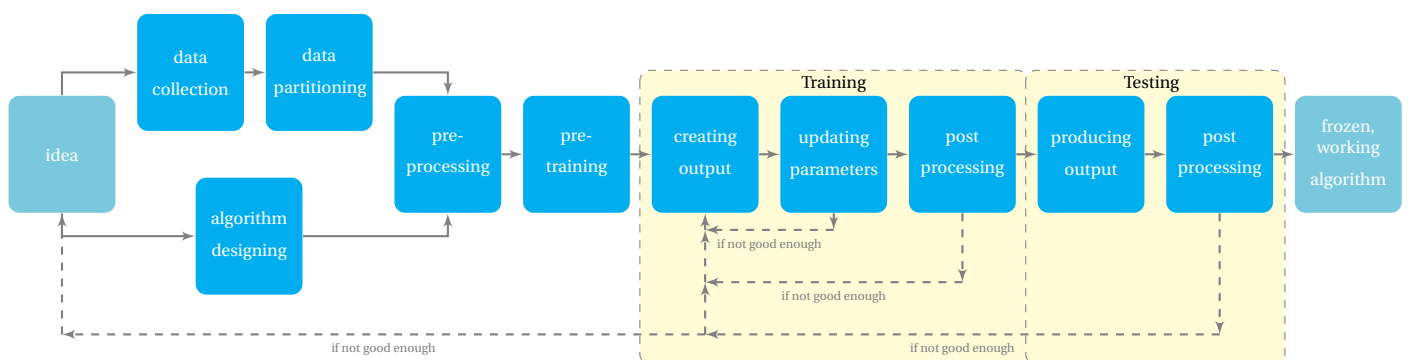 idea
data
collection
data
partitioning
algorithm
designing
pre-
processing
pre-
training
Training
creating
output
updating
parameters
post
processing
if not good enough
if not good enough
Testing
producing
output
post
processing
frozen,
working
algorithm
if not good enough
if not good enough